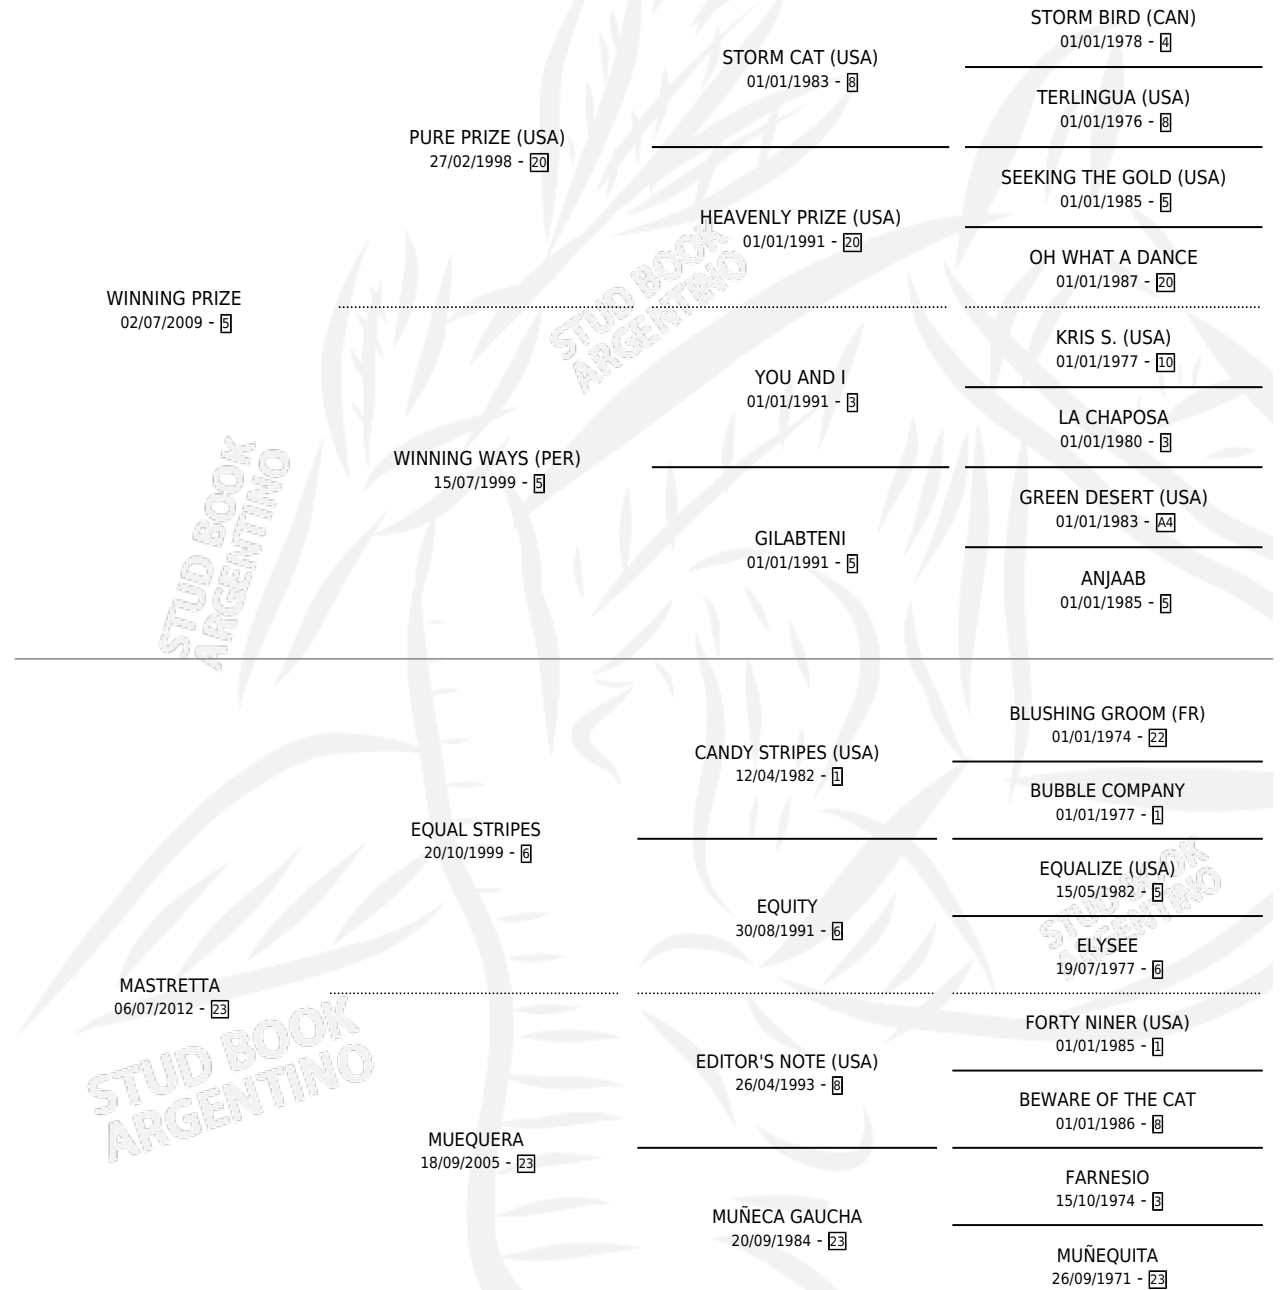 STORM BIRD (CAN)
01/01/1978 - 4
STORM CAT (USA)
01/01/1983 - 8
TERLINGUA (USA)
01/01/1976 - 8
PURE PRIZE (USA)
27/02/1998 - 20
SEEKING THE GOLD (USA)
01/01/1985 - 5
HEAVENLY PRIZE (USA)
01/01/1991 - 20
OH WHAT A DANCE
01/01/1987 - 20
WINNING PRIZE
02/07/2009 - 5
KRIS S. (USA)
01/01/1977 - 10
YOU AND I
01/01/1991 - 3
LA CHAPOSA
01/01/1980 - 3
WINNING WAYS (PER)
15/07/1999 - 5
GREEN DESERT (USA)
01/01/1983 - A4
GILABTENI
01/01/1991 - 5
ANJAAB
01/01/1985 - 5
BLUSHING GROOM (FR)
01/01/1974 - 22
CANDY STRIPES (USA)
12/04/1982 - 1
BUBBLE COMPANY
01/01/1977 - 1
EQUAL STRIPES
20/10/1999 - 6
EQUALIZE (USA)
15/05/1982 - 5
EQUITY
30/08/1991 - 6
ELYSEE
19/07/1977 - 6
MASTRETTA
06/07/2012 - 23
FORTY NINER (USA)
01/01/1985 - 1
EDITOR'S NOTE (USA)
26/04/1993 - 8
BEWARE OF THE CAT
01/01/1986 - 8
MUEQUERA
18/09/2005 - 23
FARNESIO
15/10/1974 - 3
MUÑECA GAUCHA
20/09/1984 - 23
MUÑEQUITA
26/09/1971 - 23
STUD BOOK
ARGENTINO
STUD BOOK
ARGENTINO
STUD BOOK
ARGENTINO
STUD BOOK
ARGENTINO